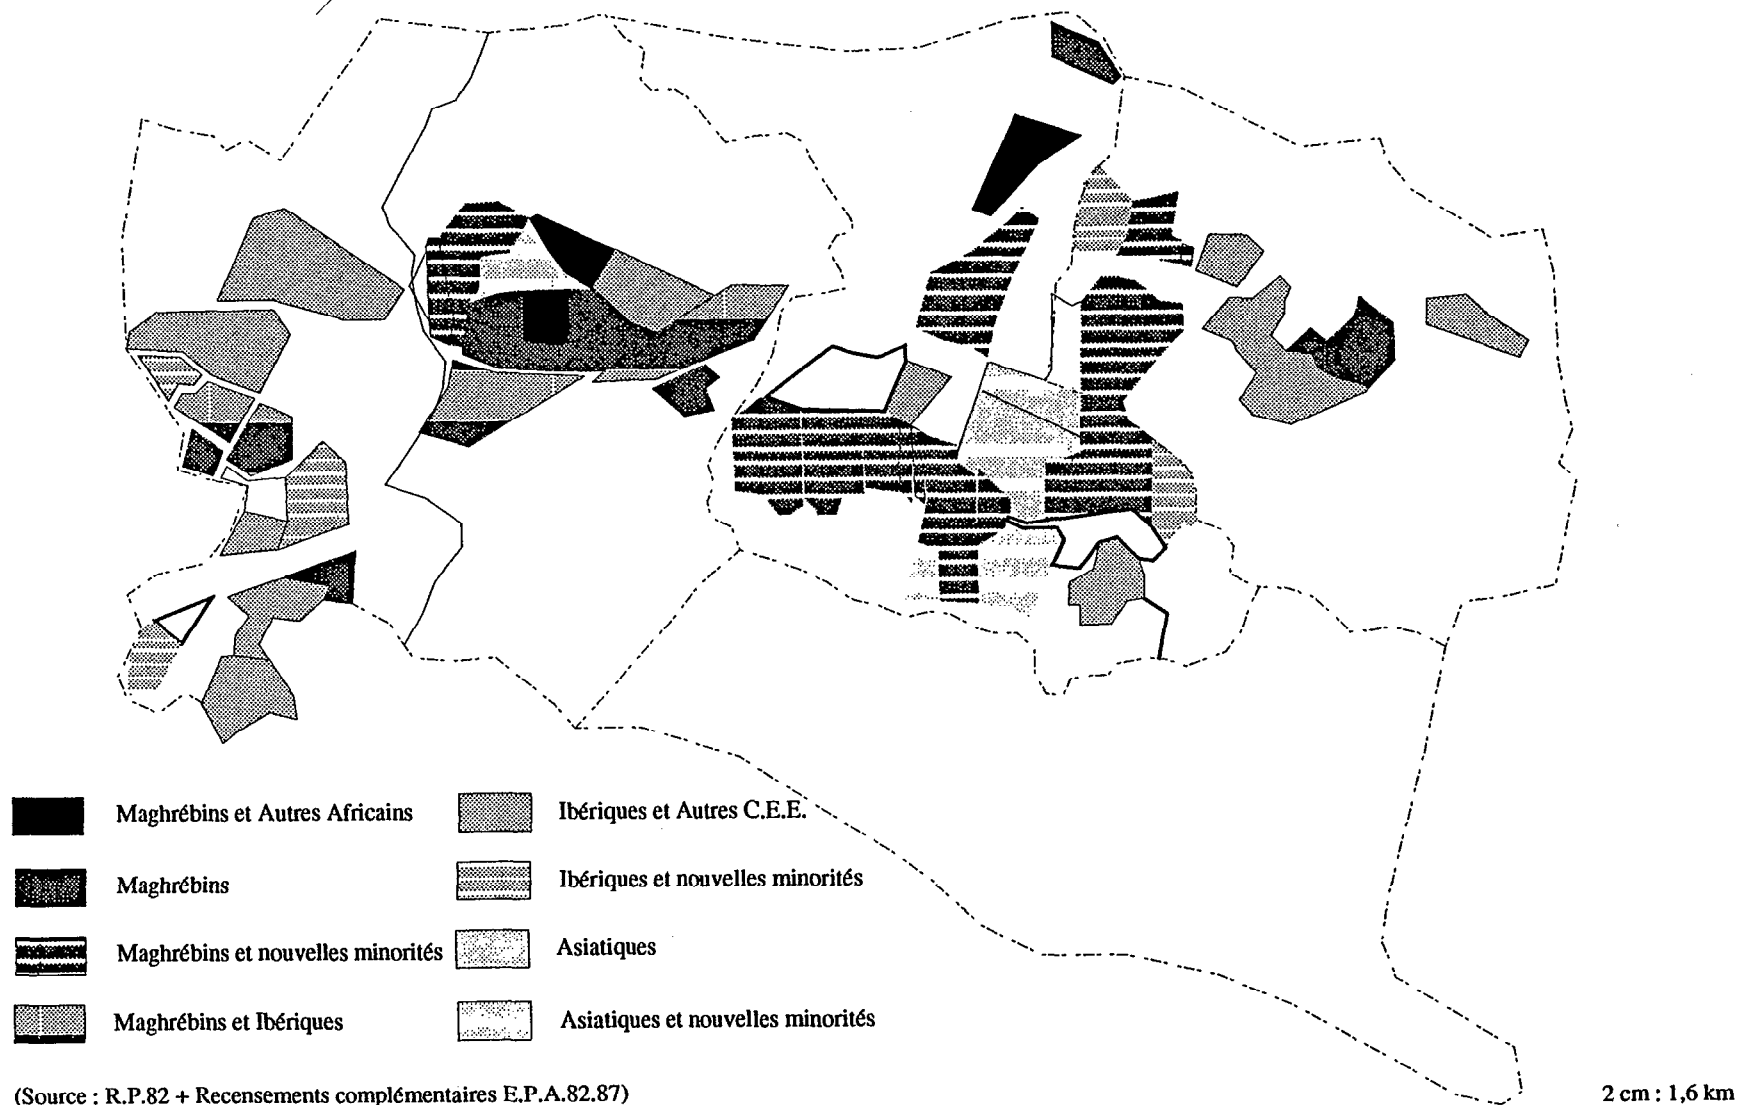 Maghrébins et Autres Africains
Maghrébins
Maghrébins et nouvelles minorités
Maghrébins et Ibériques
Ibériques et Autres C.E.E.
Ibériques et nouvelles minorités
Asiatiques
Asiatiques et nouvelles minorités
(Source : R.P.82 + Recensements complémentaires E.P.A.82.87)
2 cm : 1,6 km